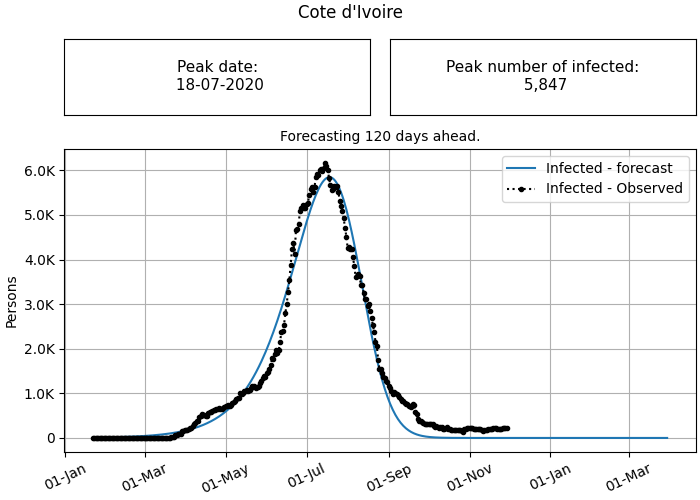 Cote d'Ivoire
Peak date:
18-07-2020
Peak number of infected:
5,847
Forecasting 120 days ahead.
Infected - forecast
Infected - Observed
6.0K
5.0K
4.0K
3.0K
2.0K
1.0K
0
Persons
01-Jan
01-Mar
01-May
01-Jul
01-Sep
01-Nov
01-Jan
01-Mar